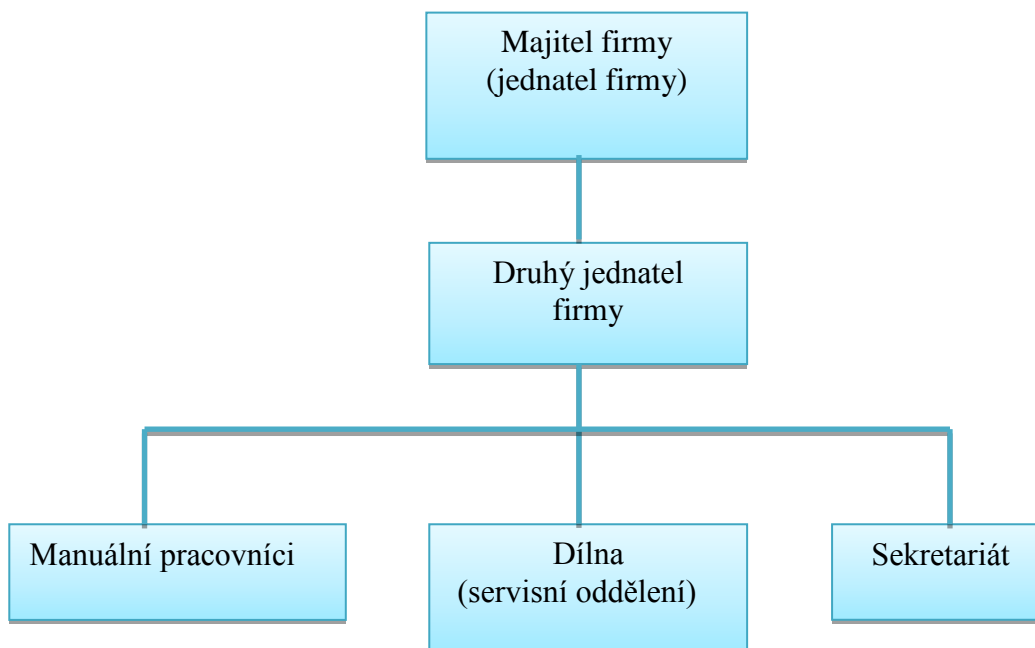 Majitel firmy
(jednatel firmy)
Druhý jednatel
firmy
Manuální pracovníci
Dílna
(servisní oddělení)
Sekretariát